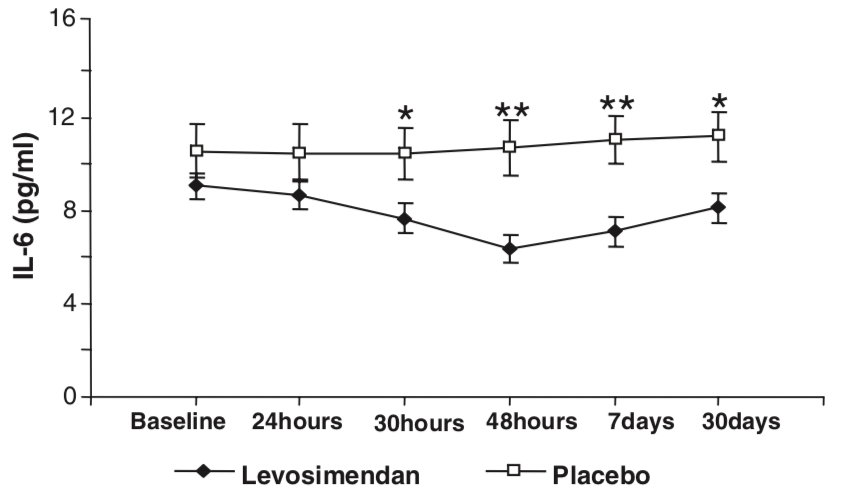 16
12
8
4
0
IL-6 (pg/ml)
* ** ** *
Baseline 24hours 30hours 48hours 7days 30days
Levosimendan Placebo